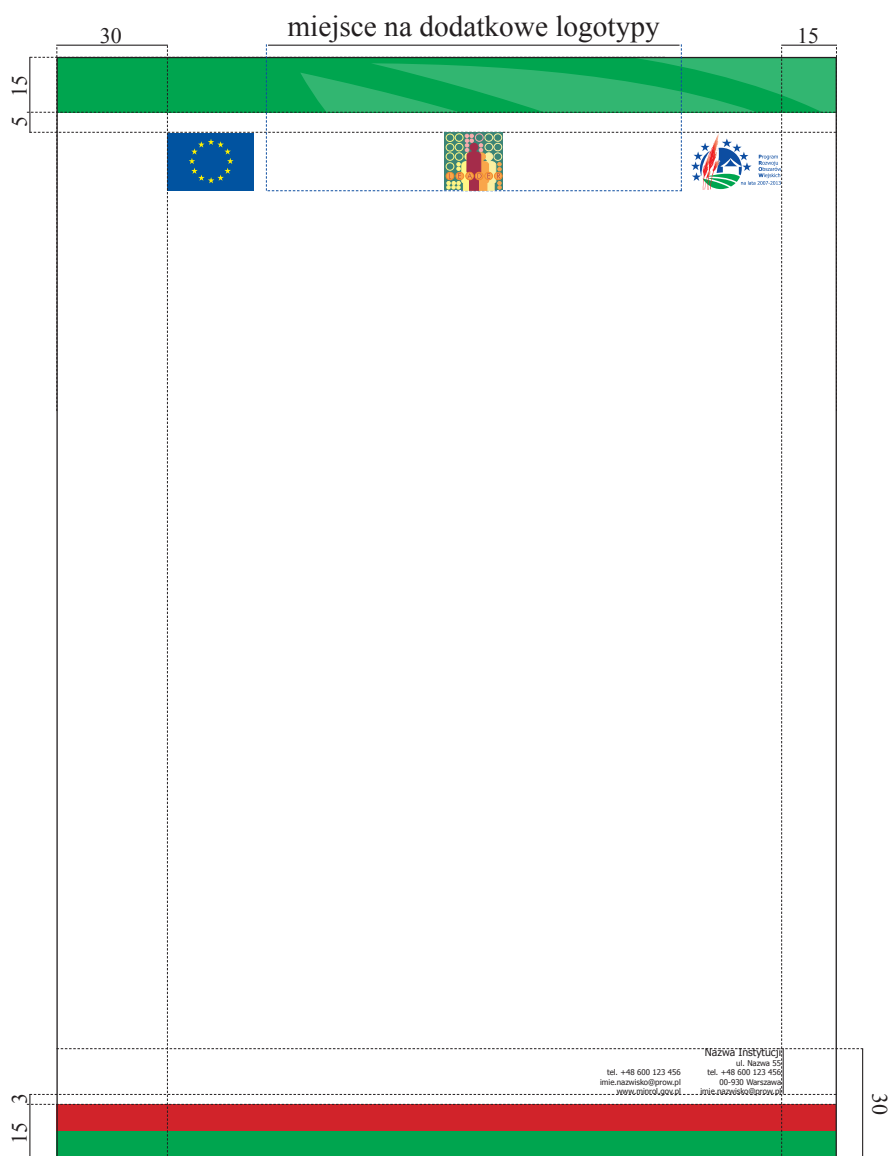 miejsce na dodatkowe logotypy
30
15
15
5
LEADER
Program
Rozwoju
Obszarów
Wiejskich
na lata 2007-2013
Nazwa Instytucji
ul. Nazwa 55
tel. +48 600 123 456
tel. +48 600 123 456
imie.nazwisko@prow.pl
00-930 Warszawa
www.minrol.gov.pl
imie.nazwisko@prow.pl
3
15
30